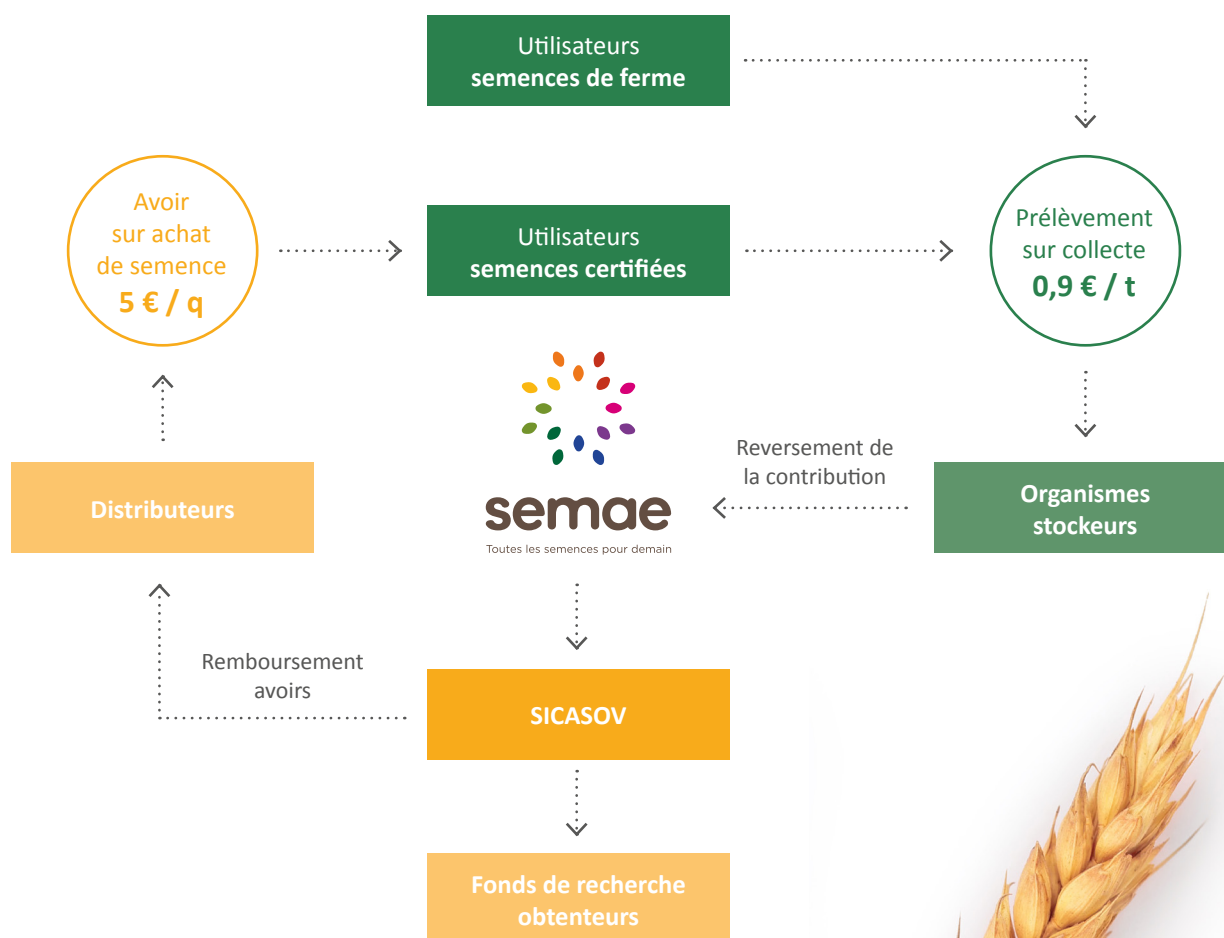 Utilisateurs
semences de ferme
Avoir
sur achat
de semence
5 € / q
Utilisateurs
semences certifiées
Prélèvement
sur collecte
0,9 € / t
Reversement de
la contribution
Distributeurs
semae
Toutes les semences pour demain
Organismes
stockeurs
Remboursement
avoirs
SICASOV
Fonds de recherche
obtenteurs